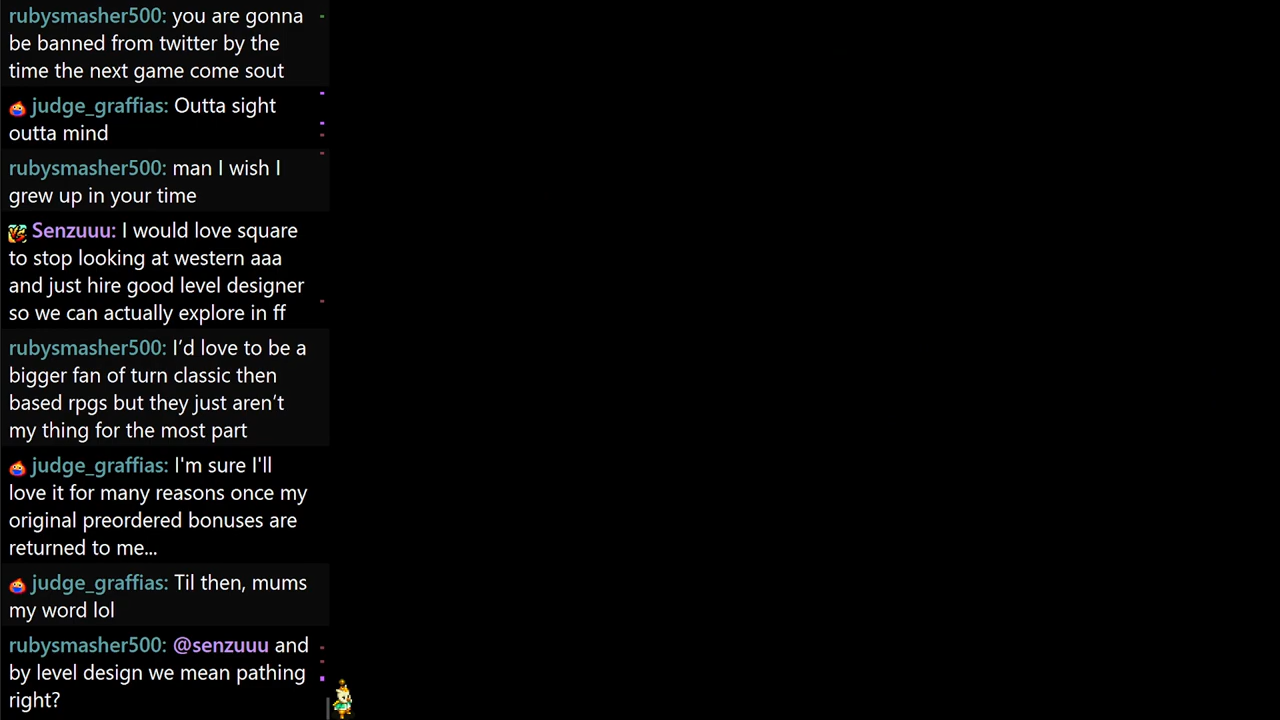 rubysmasher500: you are gonna
be banned from twitter by the
time the next game come sout
judge_graffias: Outta sight
outta mind
rubysmasher500: man I wish I
grew up in your time
Senzuuu: I would love square
to stop looking at western aaa
and just hire good level designer
so we can actually explore in ff
rubysmasher500: I’d love to be a
bigger fan of turn classic then
based rpgs but they just aren’t
my thing for the most part
judge_graffias: I'm sure I'll
love it for many reasons once my
original preordered bonuses are
returned to me...
judge_graffias: Til then, mums
my word lol
rubysmasher500: @senzuuu and
by level design we mean pathing
right?